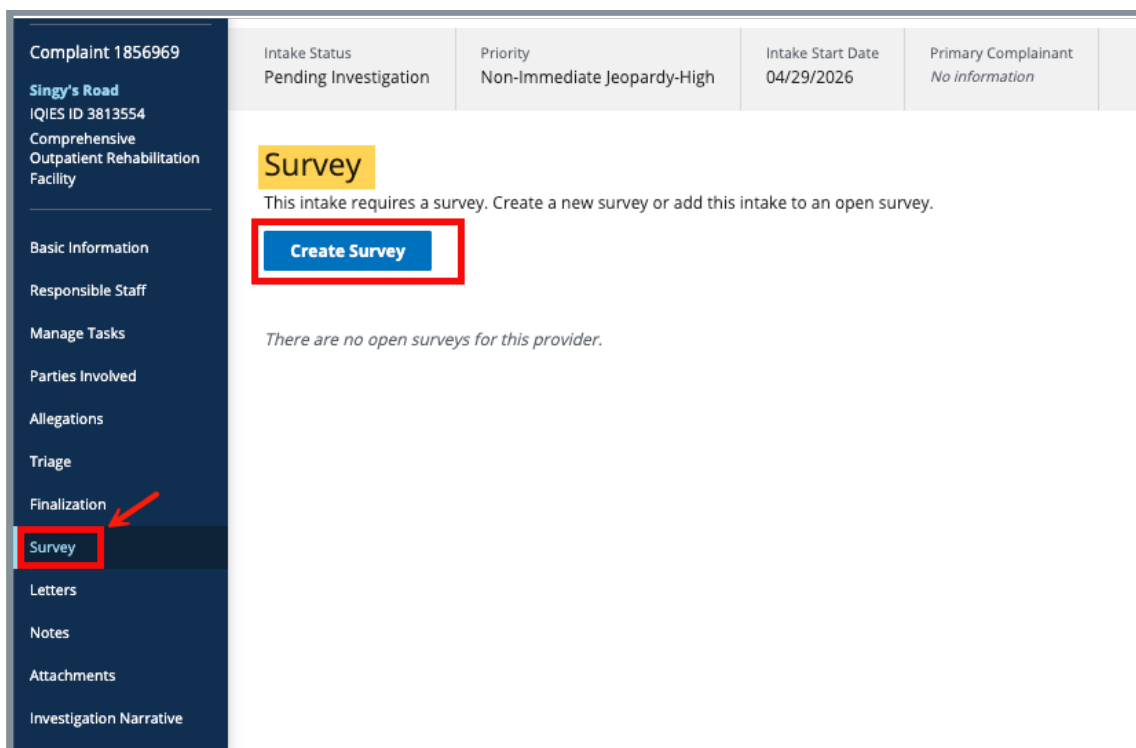 Complaint 1856969
Singy's Road
IQIES ID 3813554
Comprehensive
Outpatient Rehabilitation
Facility
Basic Information
Responsible Staff
Manage Tasks
Parties Involved
Allegations
Triage
Finalization
Survey
Letters
Notes
Attachments
Investigation Narrative
Intake Status
Pending Investigation
Priority
Non-Immediate Jeopardy-High
Intake Start Date
04/29/2026
Primary Complainant
No information
Survey
This intake requires a survey. Create a new survey or add this intake to an open survey.
Create Survey
There are no open surveys for this provider.